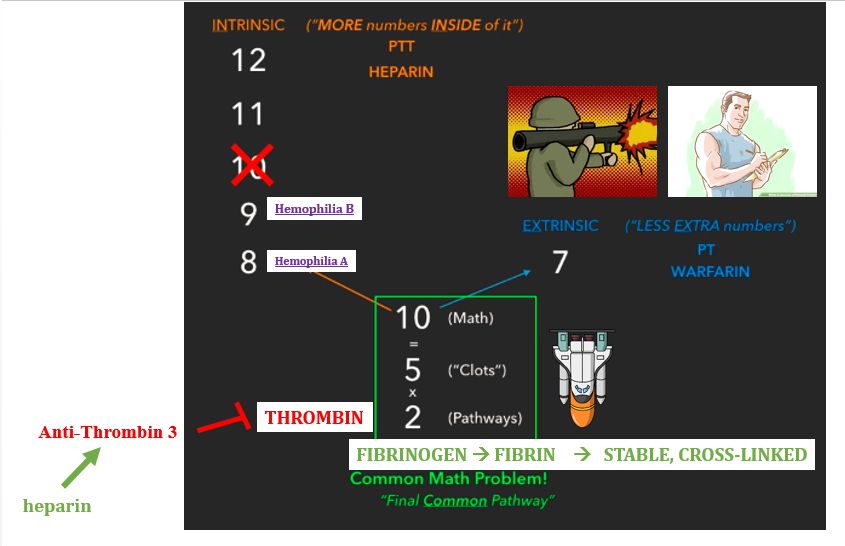 INTRINSIC ("MORE numbers INSIDE of it")
PTT
HEPARIN
12
11
10
9 Hemophilia B
8 Hemophilia A
EXTRINSIC ("LESS EXTRA numbers")
7
PT
WARFARIN
10 (Math)
=
5 ("Clots")
x
2 (Pathways)
THROMBIN
Anti-Thrombin 3
heparin
FIBRINOGEN → FIBRIN → STABLE, CROSS-LINKED
Common Math Problem!
"Final Common Pathway"